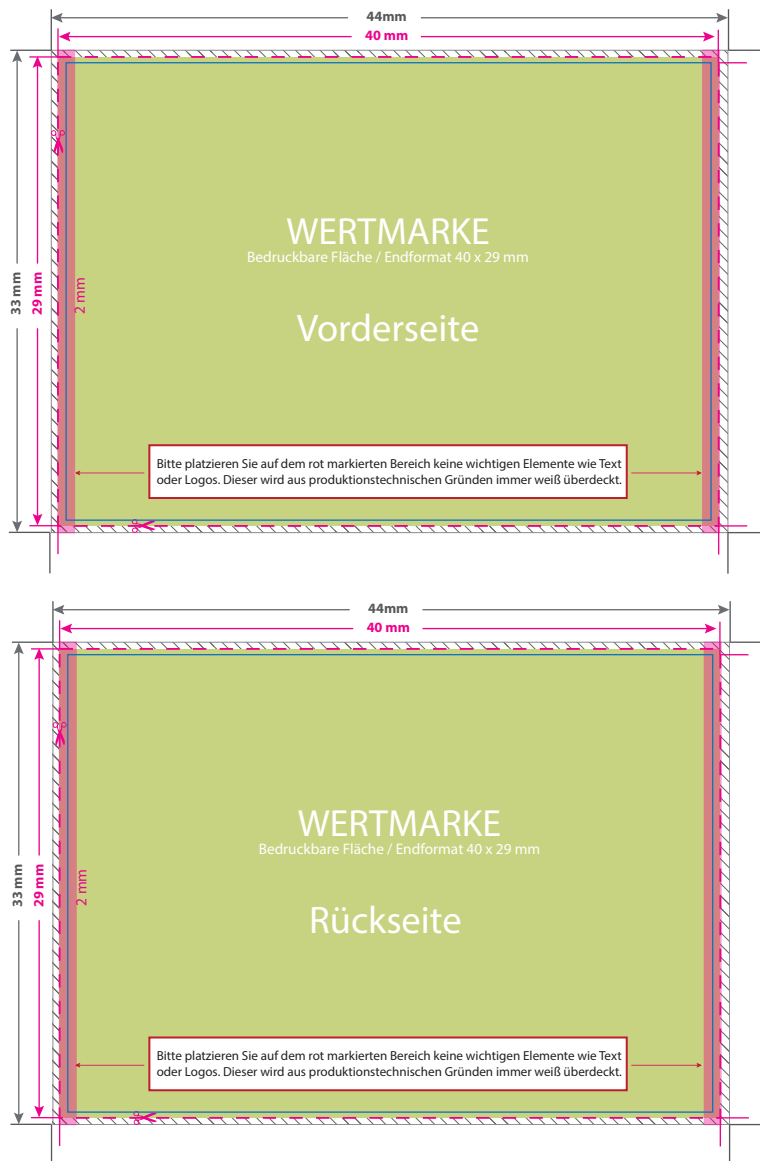 44mm
40 mm
33 mm
29 mm
2 mm
WERTMARKE
Bedruckbare Fläche / Endformat 40 x 29 mm
Vorderseite
Bitte platzieren Sie auf dem rot markierten Bereich keine wichtigen Elemente wie Text
oder Logos. Dieser wird aus produktionstechnischen Gründen immer weiß überdeckt.
44mm
40 mm
33 mm
29 mm
2 mm
WERTMARKE
Bedruckbare Fläche / Endformat 40 x 29 mm
Rückseite
Bitte platzieren Sie auf dem rot markierten Bereich keine wichtigen Elemente wie Text
oder Logos. Dieser wird aus produktionstechnischen Gründen immer weiß überdeckt.